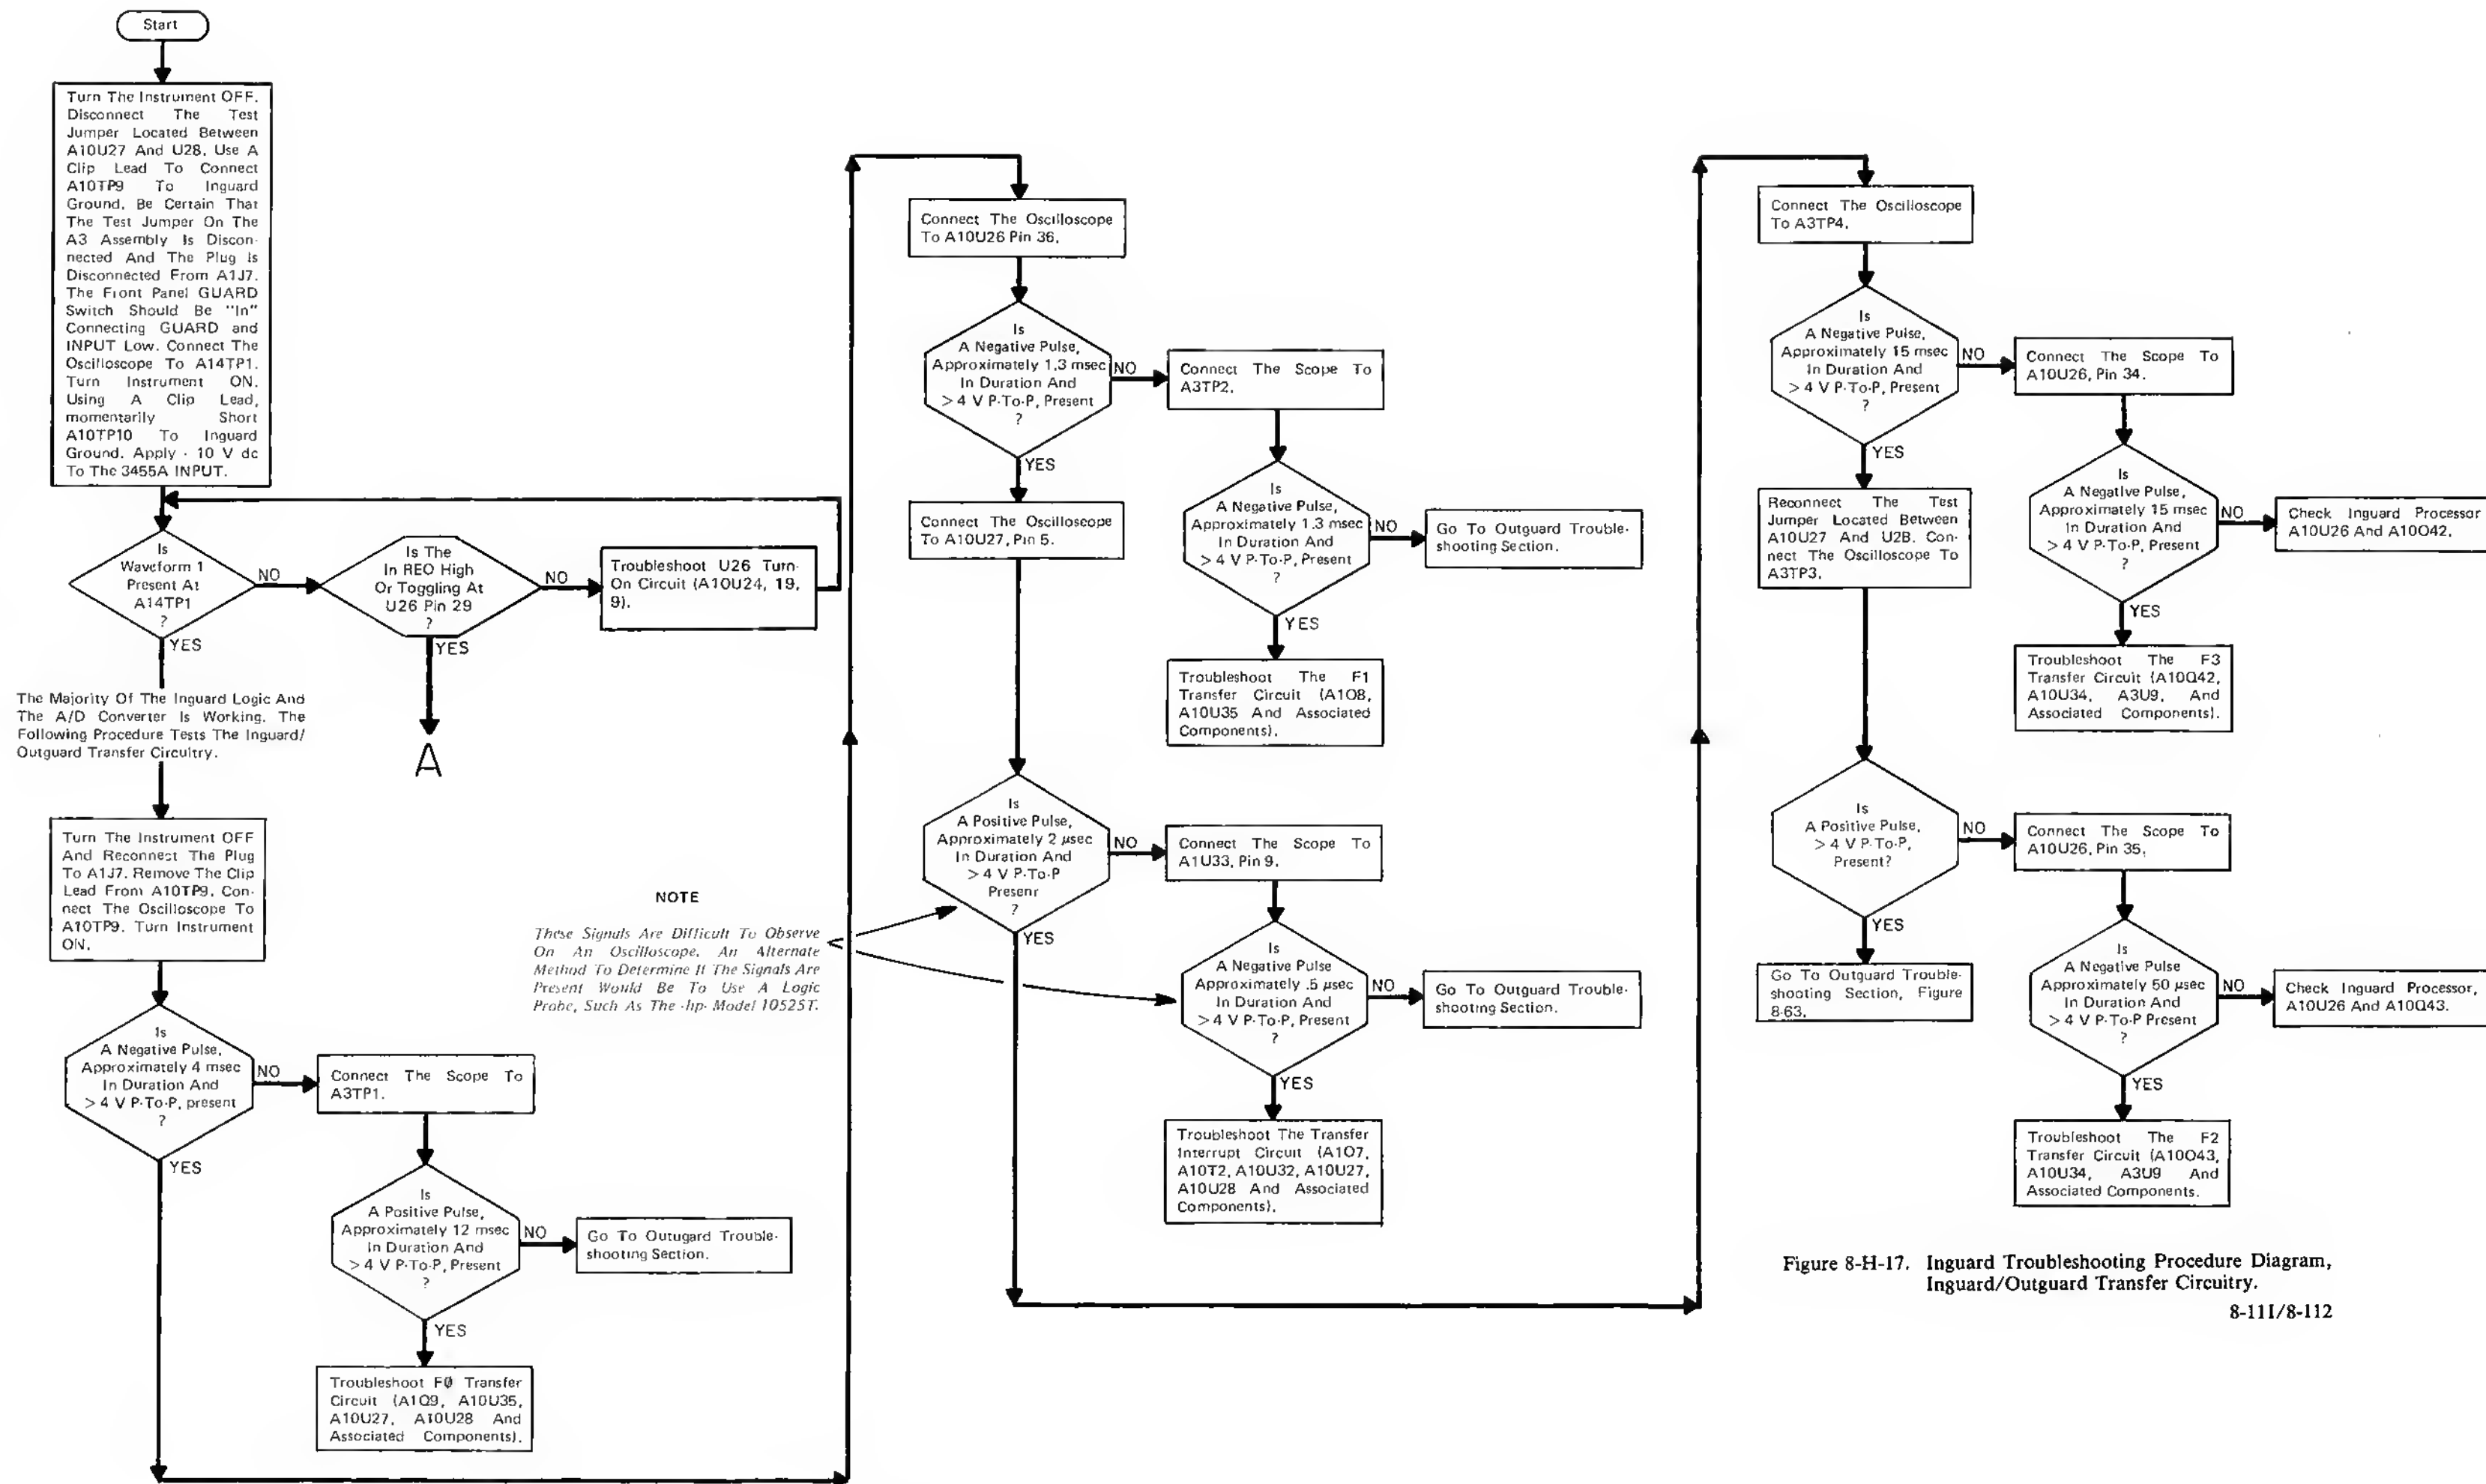 Start
Turn The Instrument OFF.
Disconnect The Test
Jumper Located Between
A10U27 And U28. Use A
Clip Lead To Connect
A10TP9 To Inguard
Ground. Be Certain That
The Test Jumper On The
A3 Assembly Is Discon-
nected And The Plug Is
Disconnected From A1J7.
The Front Panel GUARD
Switch Should Be "In"
Connecting GUARD and
INPUT Low. Connect The
Oscilloscope To A14TP1.
Turn Instrument ON.
Using A Clip Lead,
momentarily Short
A10TP10 To Inguard
Ground. Apply - 10 V dc
To The 3455A INPUT.
Is
Waveform 1
Present At
A14TP1
?
NO
YES
Is The
In REO High
Or Toggling At
U26 Pin 29
?
NO
YES
Troubleshoot U26 Turn-
On Circuit (A10U24, 19,
9).
A
The Majority Of The Inguard Logic And
The A/D Converter Is Working. The
Following Procedure Tests The Inguard/
Outguard Transfer Circuitry.
Turn The Instrument OFF
And Reconnect The Plug
To A1J7. Remove The Clip
Lead From A10TP9. Con-
nect The Oscilloscope To
A10TP9. Turn Instrument
ON.
Is
A Negative Pulse,
Approximately 4 msec
In Duration And
> 4 V P-To-P, present
?
NO
YES
Connect The Scope To
A3TP1.
Is
A Positive Pulse,
Approximately 12 msec
In Duration And
> 4 V P-To-P, Present
?
NO
YES
Go To Outugard Trouble-
shooting Section.
Troubleshoot FØ Transfer
Circuit (A1Q9, A10U35,
A10U27, A10U28 And
Associated Components).
NOTE
These Signals Are Difficult To Observe
On An Oscilloscope. An Alternate
Method To Determine If The Signals Are
Present Would Be To Use A Logic
Probe, Such As The -hp- Model 10525T.
Connect The Oscilloscope
To A10U26 Pin 36.
Is
A Negative Pulse,
Approximately 1.3 msec
In Duration And
> 4 V P-To-P, Present
?
NO
YES
Connect The Scope To
A3TP2.
Is
A Negative Pulse,
Approximately 1.3 msec
In Duration And
> 4 V P-To-P, Present
?
NO
YES
Go To Outguard Trouble-
shooting Section.
Troubleshoot The F1
Transfer Circuit (A1O8,
A10U35 And Associated
Components).
Connect The Oscilloscope
To A10U27, Pin 5.
Is
A Positive Pulse,
Approximately 2 µsec
In Duration And
> 4 V P-To-P
Present
?
NO
YES
Connect The Scope To
A1U33, Pin 9.
Is
A Negative Pulse
Approximately .5 µsec
In Duration And
> 4 V P-To-P, Present
?
NO
YES
Go To Outguard Trouble-
shooting Section.
Troubleshoot The Transfer
Interrupt Circuit (A1O7,
A10T2, A10U32, A10U27,
A10U28 And Associated
Components).
Connect The Oscilloscope
To A3TP4.
Is
A Negative Pulse,
Approximately 15 msec
In Duration And
> 4 V P-To-P, Present
?
NO
YES
Connect The Scope To
A10U26, Pin 34.
Is
A Negative Pulse,
Approximately 15 msec
In Duration And
> 4 V P-To-P, Present
?
NO
YES
Check Inguard Processor
A10U26 And A10O42.
Troubleshoot The F3
Transfer Circuit (A10Q42,
A10U34, A3U9, And
Associated Components).
Reconnect The Test
Jumper Located Between
A10U27 And U2B. Con-
nect The Oscilloscope To
A3TP3.
Is
A Positive Pulse,
> 4 V P-To-P,
Present?
NO
YES
Connect The Scope To
A10U26, Pin 35.
Is
A Negative Pulse
Approximately 50 µsec
In Duration And
> 4 V P-To-P Present
?
NO
YES
Check Inguard Processor,
A10U26 And A10Q43.
Go To Outguard Trouble-
shooting Section, Figure
8-63.
Troubleshoot The F2
Transfer Circuit (A10O43,
A10U34, A3U9 And
Associated Components.
Figure 8-H-17. Inguard Troubleshooting Procedure Diagram,
Inguard/Outguard Transfer Circuitry.
8-111/8-112